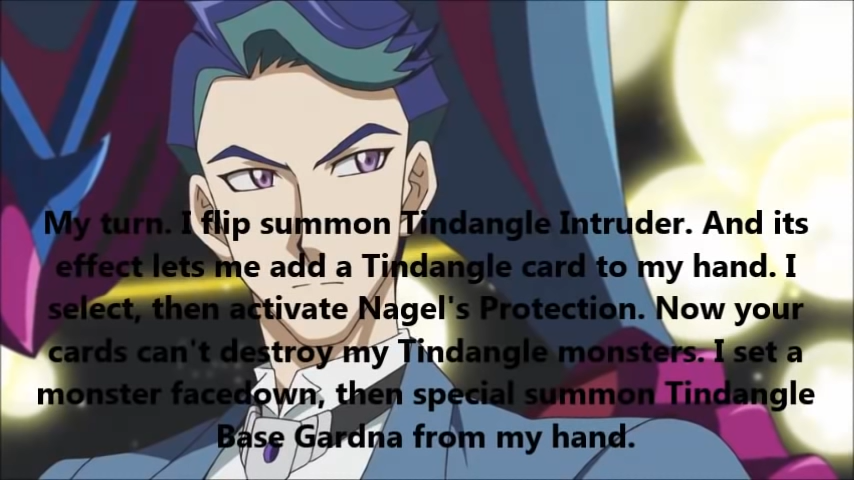 My turn. I flip summon Tindangle Intruder. And its
effect lets me add a Tindangle card to my hand. I
select, then activate Nagel's Protection. Now your
cards can't destroy my Tindangle monsters. I set a
monster facedown, then special summon Tindangle
Base Gardna from my hand.